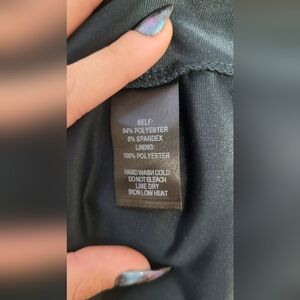 SELF:
94% POLYESTER
6% SPANDEX
LINING:
100% POLYESTER
HAND WASH COLD
DO NOT BLEACH
LINE DRY
IRON LOW HEAT